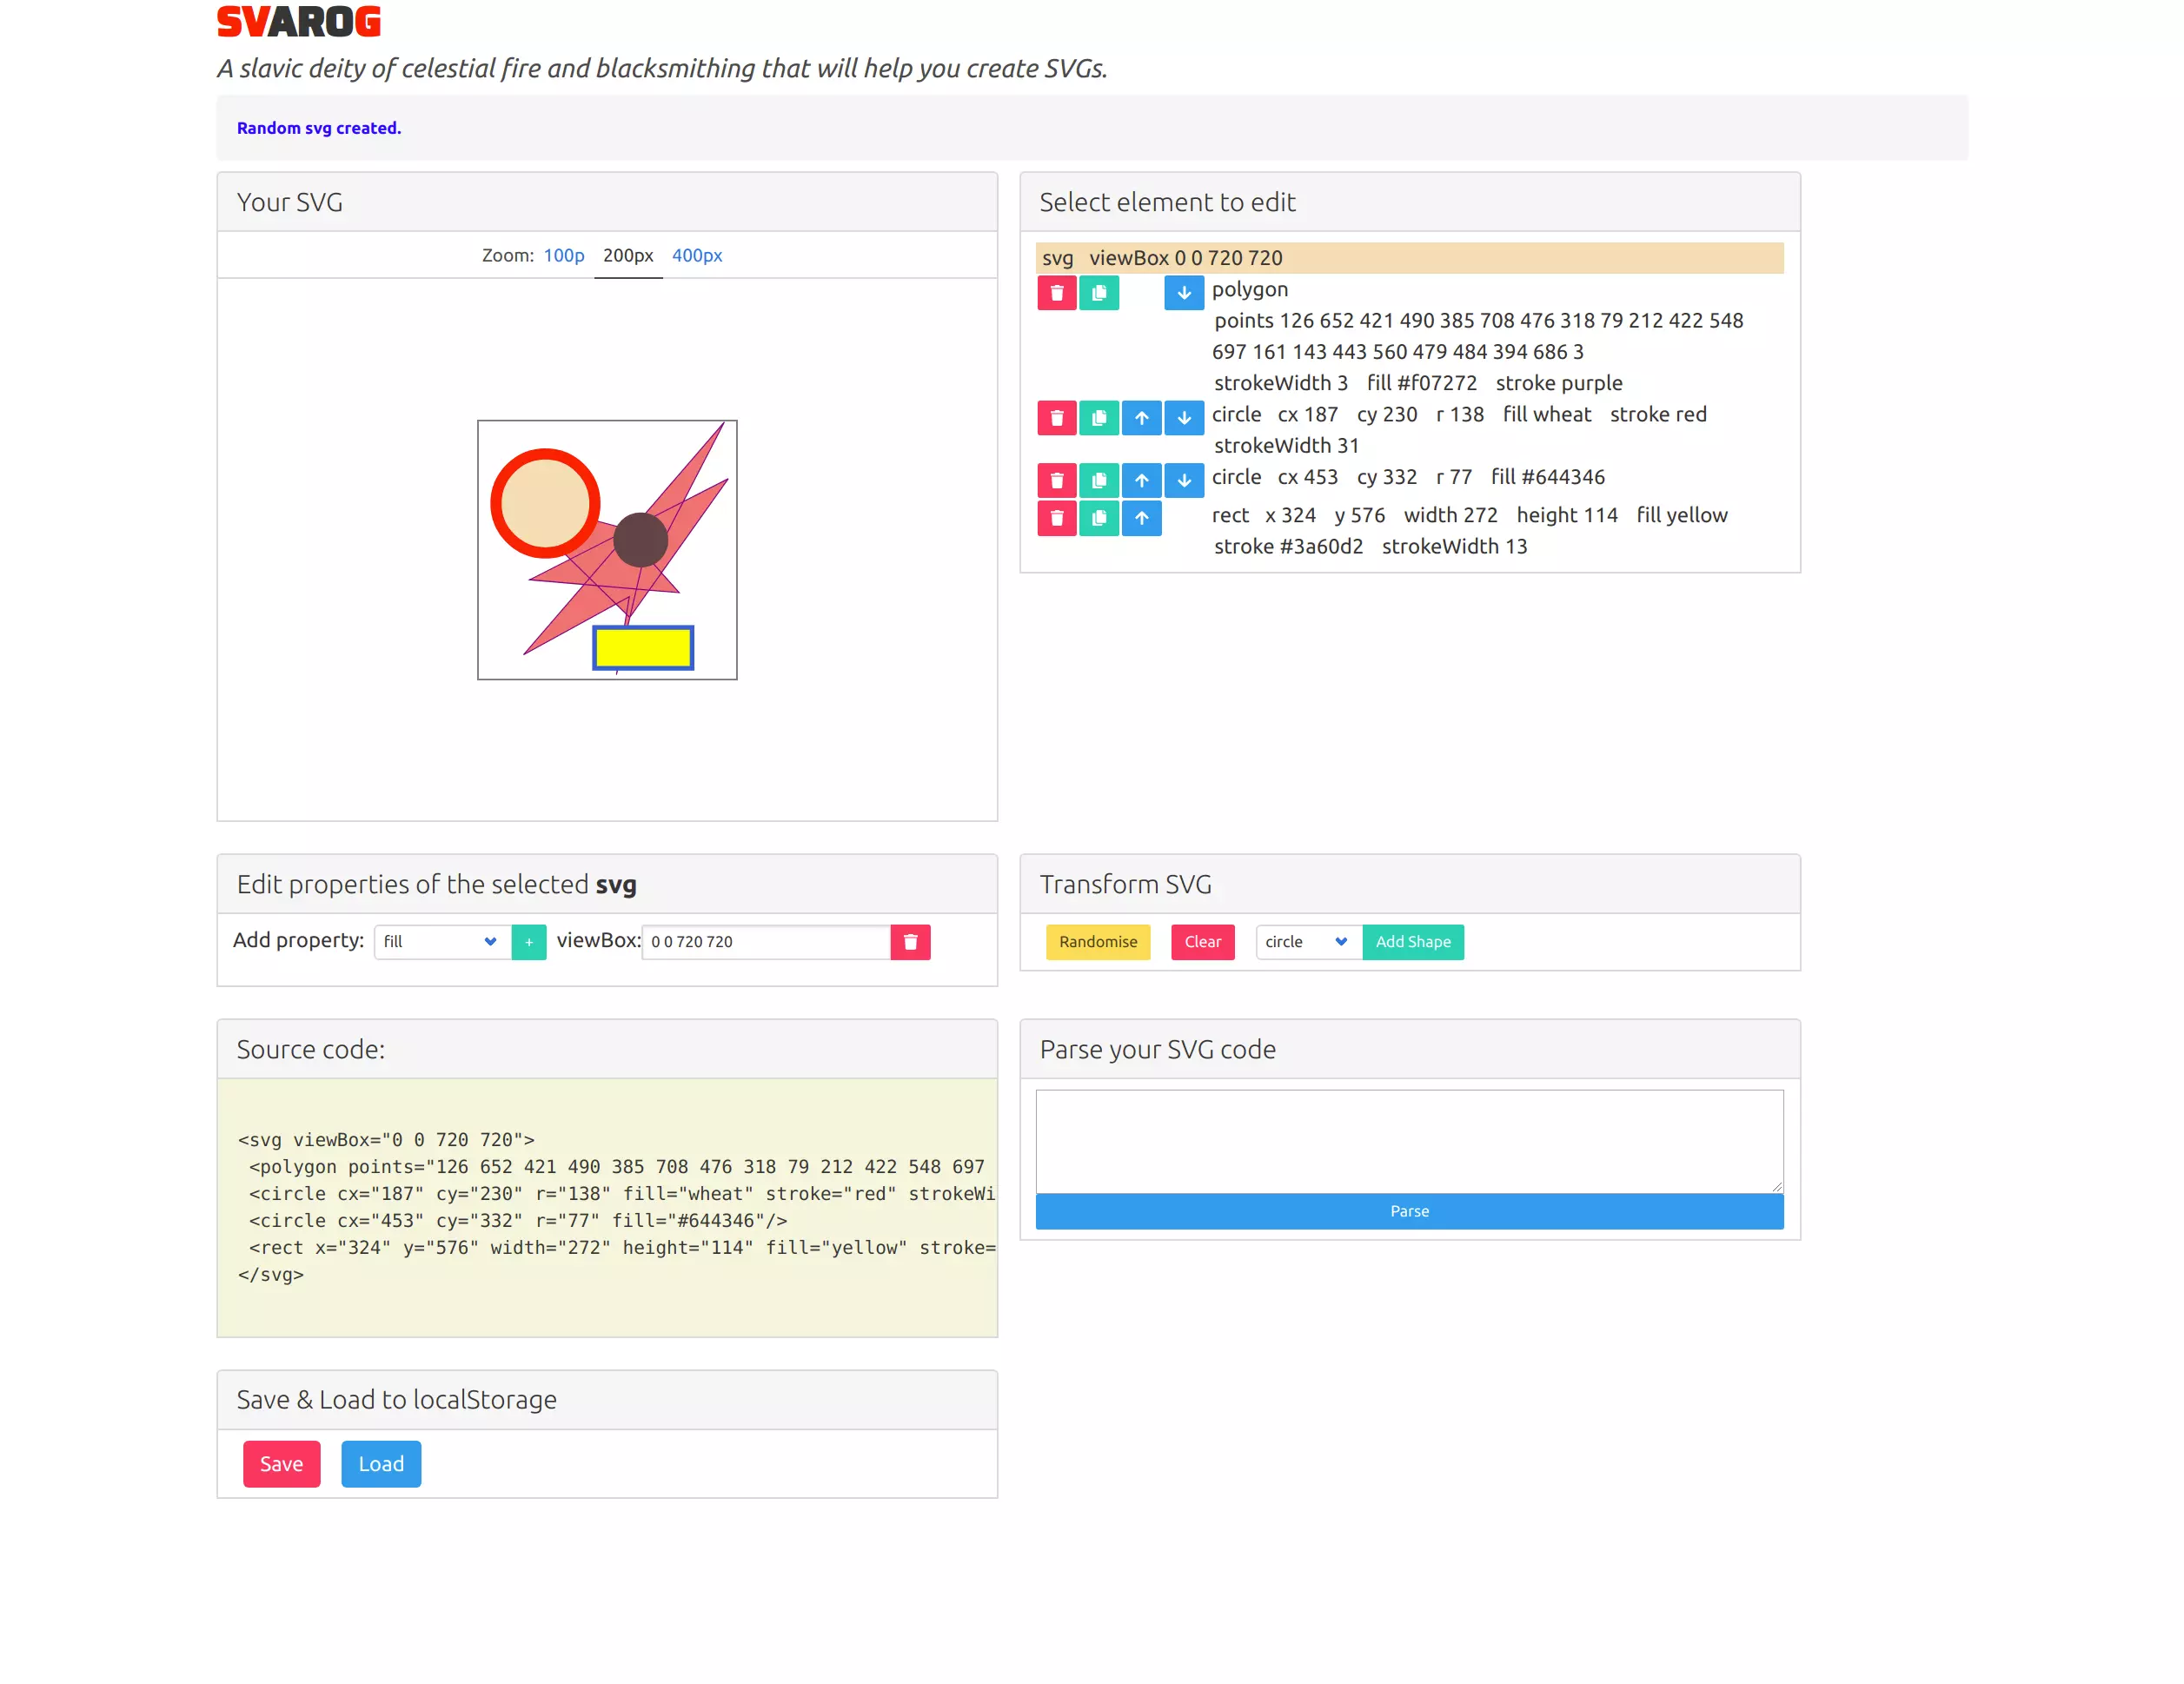 SVAROG
A slavic deity of celestial fire and blacksmithing that will help you create SVGs.
Random svg created.
Your SVG
Zoom: 100p 200px 400px
Select element to edit
svg viewBox 0 0 720 720
polygon
points 126 652 421 490 385 708 476 318 79 212 422 548
697 161 143 443 560 479 484 394 686 3
strokeWidth 3 fill #f07272 stroke purple
circle cx 187 cy 230 r 138 fill wheat stroke red
strokeWidth 31
circle cx 453 cy 332 r 77 fill #644346
rect x 324 y 576 width 272 height 114 fill yellow
stroke #3a60d2 strokeWidth 13
Edit properties of the selected svg
Add property: fill + viewBox: 0 0 720 720
Transform SVG
Randomise Clear circle Add Shape
Source code:
<svg viewBox="0 0 720 720">
<polygon points="126 652 421 490 385 708 476 318 79 212 422 548 697
<circle cx="187" cy="230" r="138" fill="wheat" stroke="red" strokeWi
<circle cx="453" cy="332" r="77" fill="#644346"/>
<rect x="324" y="576" width="272" height="114" fill="yellow" stroke=
</svg>
Parse your SVG code
Parse
Save & Load to localStorage
Save Load